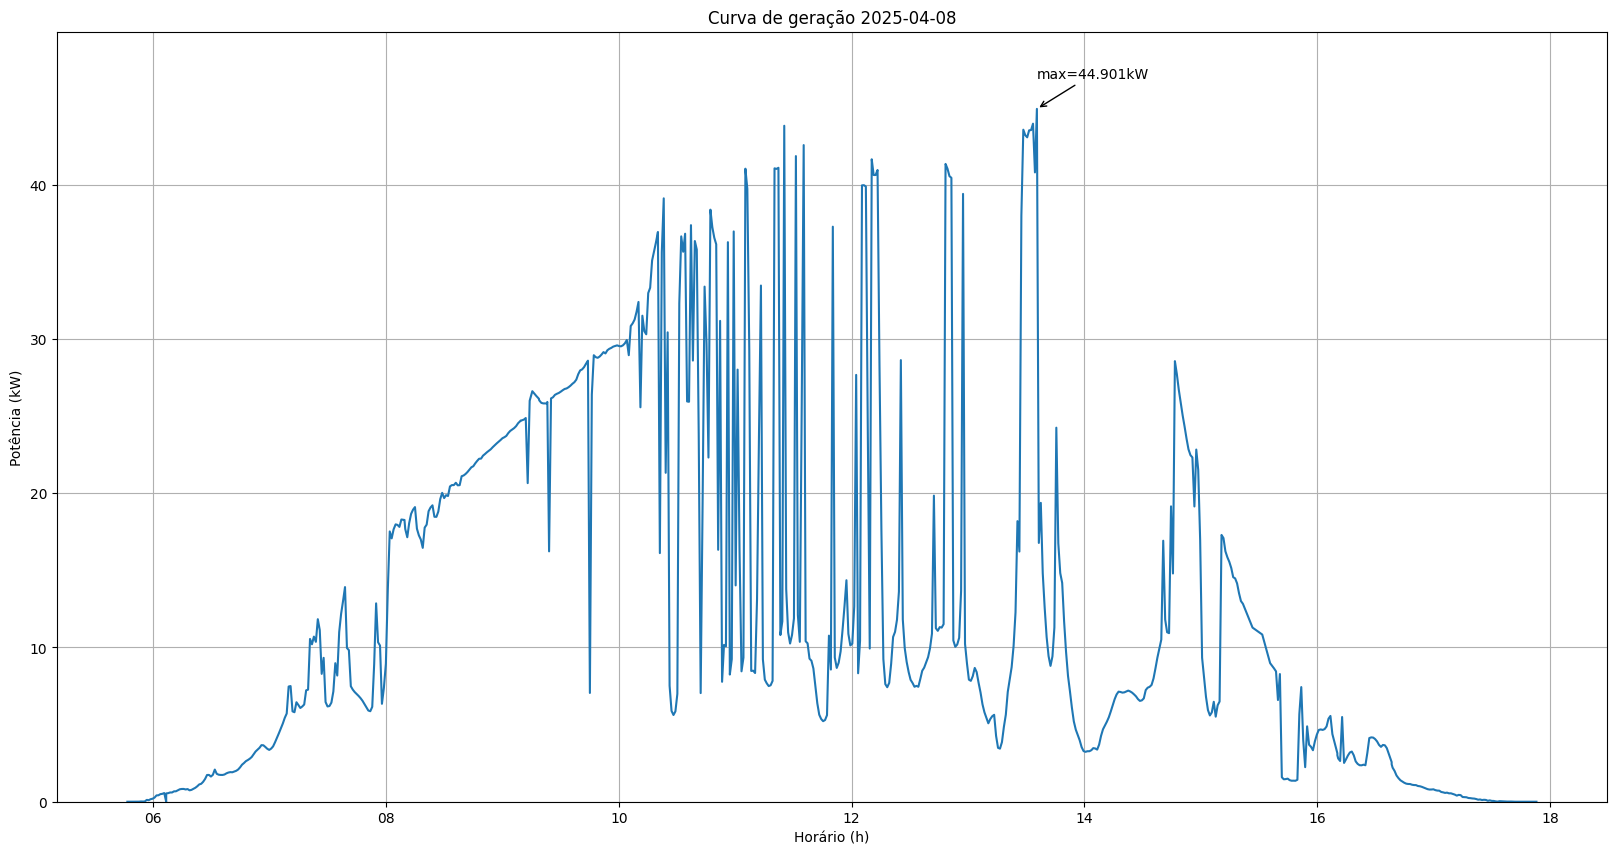 Curva de geração 2025-04-08
max=44.901kW
Potência (kW)
40
30
20
10
0
06 08 10 12 14 16 18
Horário (h)